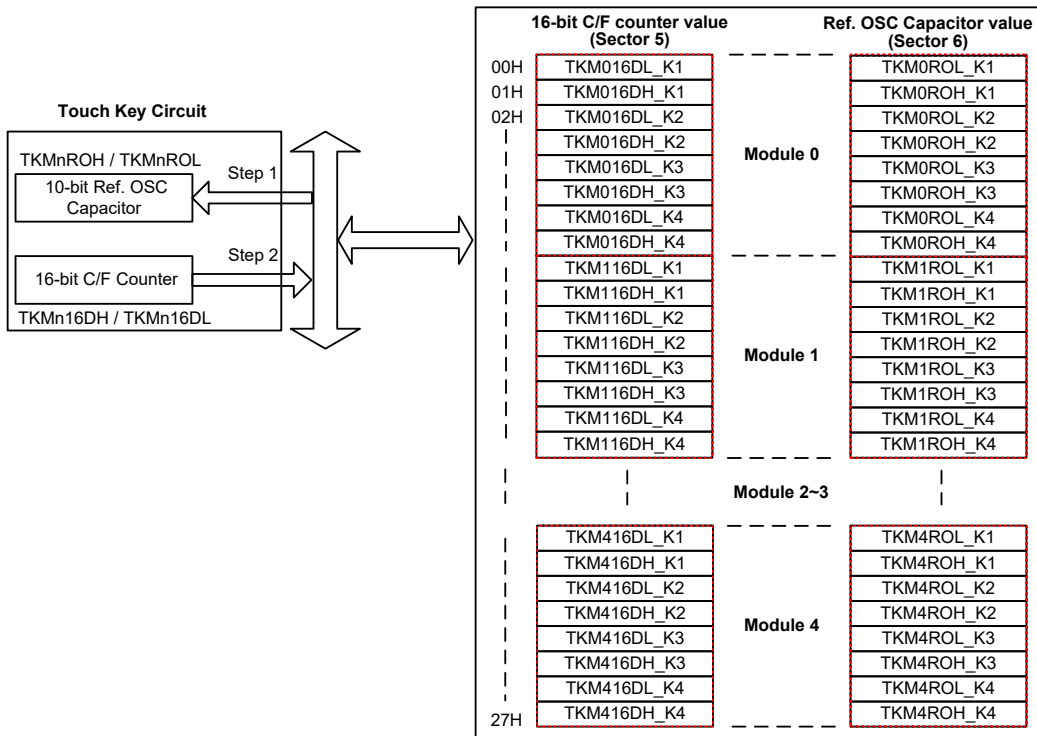 Touch Key Circuit
TKMnROH / TKMnROL
10-bit Ref. OSC
Capacitor
Step 1
16-bit C/F Counter
Step 2
TKMn16DH / TKMn16DL
16-bit C/F counter value
(Sector 5)
Ref. OSC Capacitor value
(Sector 6)
00H
01H
02H
27H
TKM016DL_K1
TKM016DH_K1
TKM016DL_K2
TKM016DH_K2
TKM016DL_K3
TKM016DH_K3
TKM016DL_K4
TKM016DH_K4
TKM116DL_K1
TKM116DH_K1
TKM116DL_K2
TKM116DH_K2
TKM116DL_K3
TKM116DH_K3
TKM116DL_K4
TKM116DH_K4
TKM416DL_K1
TKM416DH_K1
TKM416DL_K2
TKM416DH_K2
TKM416DL_K3
TKM416DH_K3
TKM416DL_K4
TKM416DH_K4
Module 0
Module 1
Module 2~3
Module 4
TKM0ROL_K1
TKM0ROH_K1
TKM0ROL_K2
TKM0ROH_K2
TKM0ROL_K3
TKM0ROH_K3
TKM0ROL_K4
TKM0ROH_K4
TKM1ROL_K1
TKM1ROH_K1
TKM1ROL_K2
TKM1ROH_K2
TKM1ROL_K3
TKM1ROH_K3
TKM1ROL_K4
TKM1ROH_K4
TKM4ROL_K1
TKM4ROH_K1
TKM4ROL_K2
TKM4ROH_K2
TKM4ROL_K3
TKM4ROH_K3
TKM4ROL_K4
TKM4ROH_K4